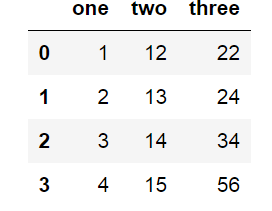 one two three
0 1 12 22
1 2 13 24
2 3 14 34
3 4 15 56